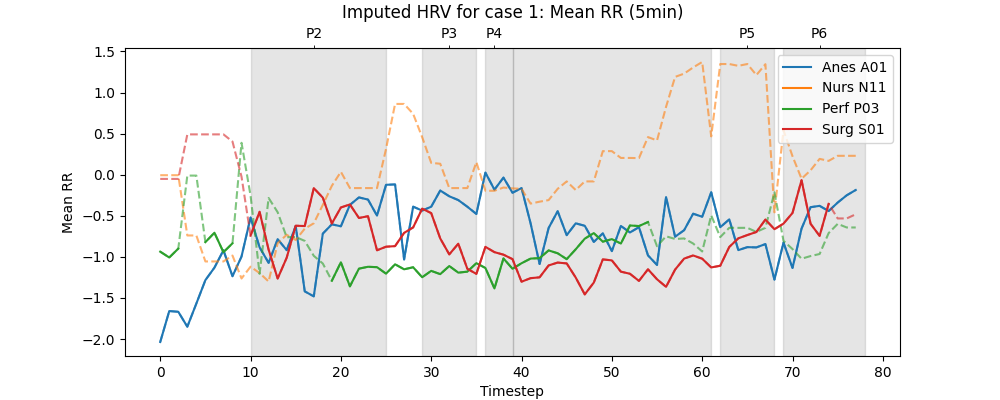 Imputed HRV for case 1: Mean RR (5min)
P2 P3 P4 P5 P6
1.5
1.0
0.5
0.0
−0.5
−1.0
−1.5
−2.0
Mean RR
Anes A01
Nurs N11
Perf P03
Surg S01
0 10 20 30 40 50 60 70 80
Timestep